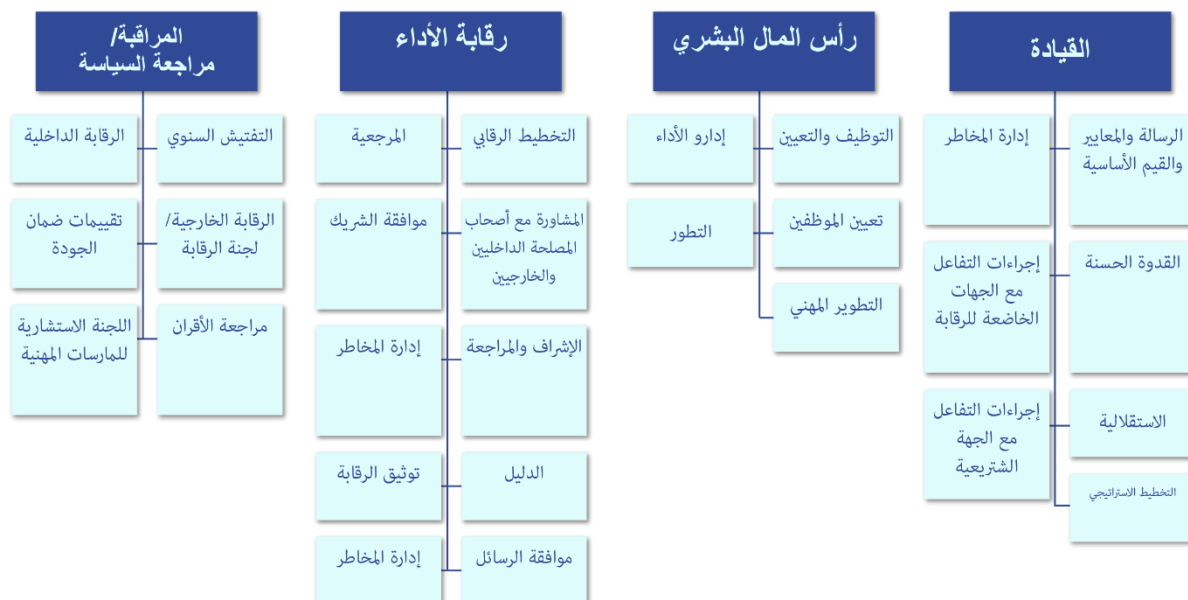 القيادة
الرسالة والمعايير
والقيم الأساسية
إدارة المخاطر
القدوة الحسنة
إجراءات التفاعل
مع الجهات
الخاضعة للرقابة
الاستقلالية
إجراءات التفاعل
مع الجهة
الشتريعية
التخطيط الاستراتيجي
رأس المال البشري
التوظيف والتعيين
إدارو الأداء
تعيين الموظفين
التطور
التطوير المهني
رقابة الأداء
التخطيط الرقابي
المرجعية
المشاورة مع أصحاب
المصلحة الداخليين
والخارجيين
موافقة الشريك
الإشراف والمراجعة
إدارة المخاطر
الدليل
توثيق الرقابة
موافقة الرسائل
إدارة المخاطر
المراقبة/
مراجعة السياسة
التفتيش السنوي
الرقابة الداخلية
الرقابة الخارجية/
لجنة الرقابة
تقييمات ضمان
الجودة
مراجعة الأقران
اللجنة الاستشارية
للمارسات المهنية